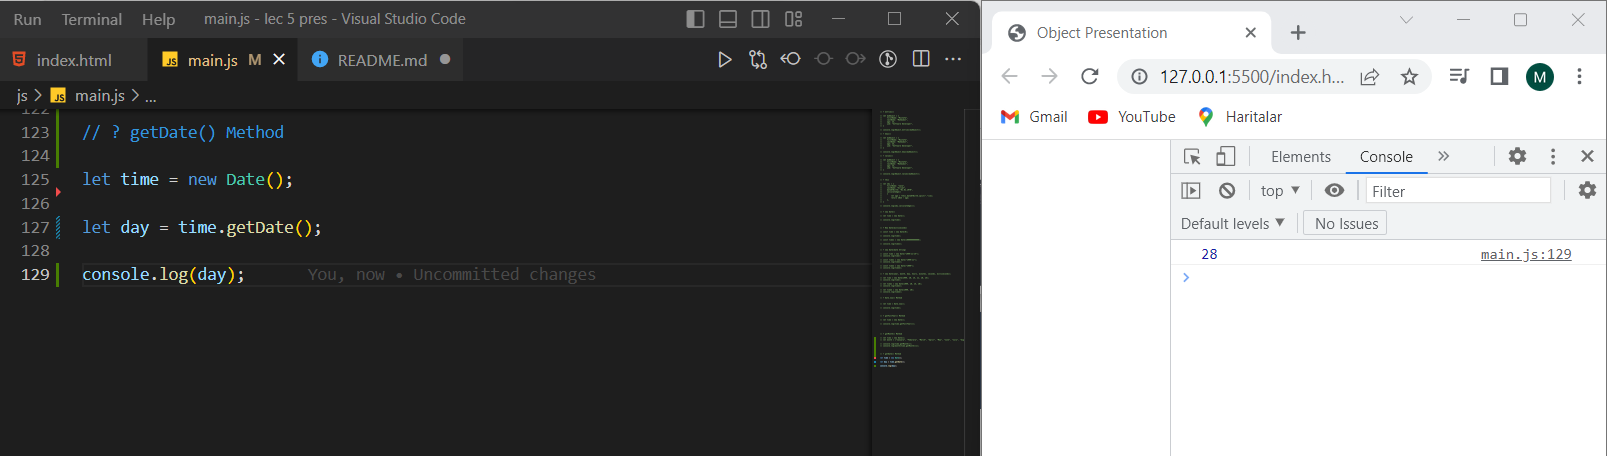 Run Terminal Help main.js - lec 5 pres - Visual Studio Code
index.html main.js M README.md
js > main.js > ...
122
123 // ? getDate() Method
124
125 let time = new Date();
126
127 let day = time.getDate();
128
129 console.log(day); You, now • Uncommitted changes
Object Presentation
127.0.0.1:5500/index.h... M
Gmail YouTube Haritalar
Elements Console »
top ▼ Filter
Default levels ▼ No Issues
28 main.js:129